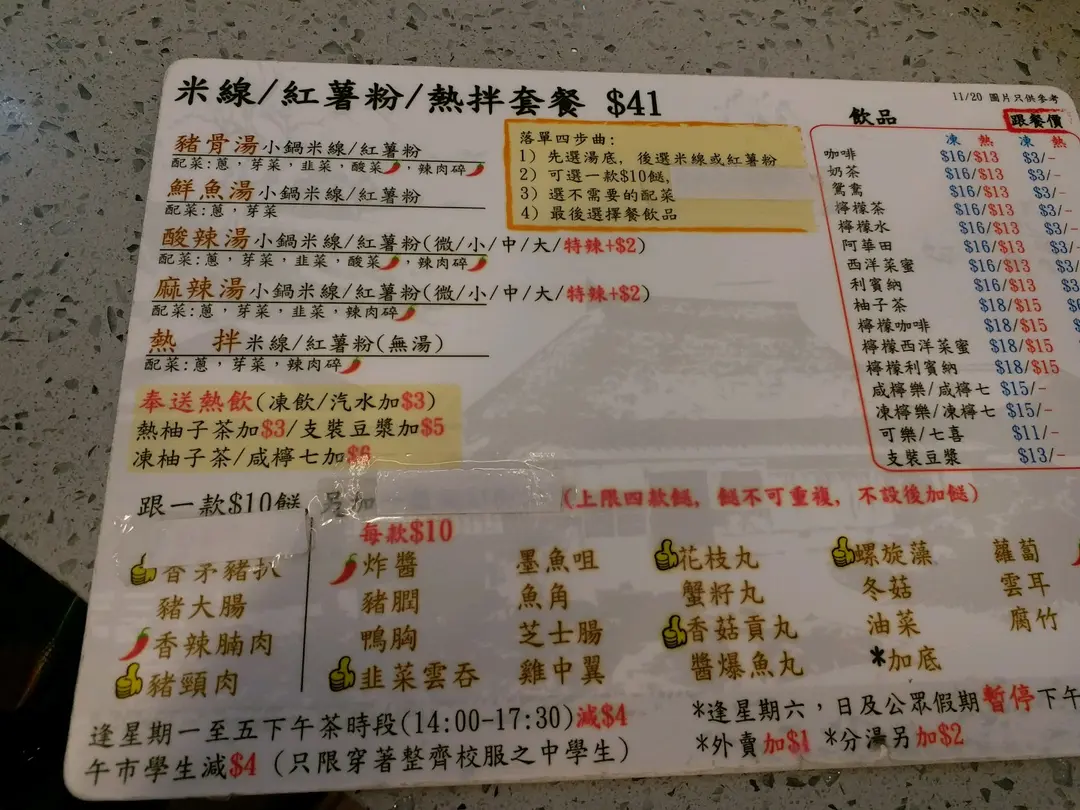 米線/紅薯粉/熱拌套餐 $41
11/20 圖片只供參考
豬骨湯小鍋米線/紅薯粉
配菜:蔥，芽菜，韭菜，酸菜，辣肉碎
鮮魚湯小鍋米線/紅薯粉
配菜:蔥，芽菜
酸辣湯小鍋米線/紅薯粉(微/小/中/大/特辣+$2)
配菜:蔥，芽菜，韭菜，酸菜，辣肉碎
麻辣湯小鍋米線/紅薯粉(微/小/中/大/特辣+$2)
配菜:蔥，芽菜，韭菜，辣肉碎
熱 拌米線/紅薯粉(無湯)
配菜:蔥，芽菜，辣肉碎
落單四步曲:
1) 先選湯底, 後選米線或紅薯粉
2) 可選一款$10餸,
3) 選不需要的配菜
4) 最後選擇餐飲品
奉送熱飲(凍飲/汽水加$3)
熱柚子茶加$3/支裝豆漿加$5
凍柚子茶/咸檸七加$6
飲品 跟餐價
凍 熱 凍 熱
咖啡 $16/$13 $3/-
奶茶 $16/$13 $3/-
鴛鴦 $16/$13 $3/-
檸檬茶 $16/$13 $3/-
檸檬水 $16/$13 $3/-
阿華田 $16/$13 $3/-
西洋菜蜜 $16/$13 $3/
利賓納 $16/$13 $3/
柚子茶 $18/$15
檸檬咖啡 $18/$15
檸檬西洋菜蜜 $18/$15
檸檬利賓納 $18/$15
咸檸樂/咸檸七 $15/-
凍檸樂/凍檸七 $15/-
可樂/七喜 $11/-
支裝豆漿 $13/-
跟一款$10餸, 另加 (上限四款餸, 餸不可重複, 不設後加餸)
每款$10
香茅豬扒 炸醬 墨魚咀 花枝丸 螺旋藻 蘿蔔
豬大腸 豬膶 魚角 蟹籽丸 冬菇 雲耳
香辣腩肉 鴨胸 芝士腸 香菇貢丸 油菜 腐竹
豬頸肉 韭菜雲吞 雞中翼 醬爆魚丸 *加底
逢星期一至五下午茶時段(14:00-17:30)減$4
午市學生減$4 (只限穿著整齊校服之中學生)
*逢星期六，日及公眾假期暫停下午
*外賣加$1 *分湯另加$2